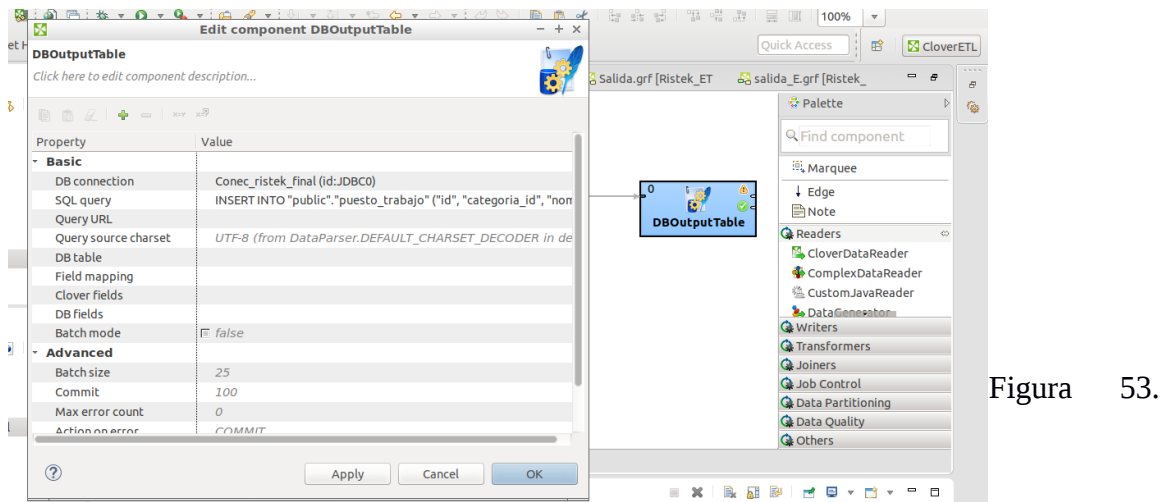 et H
100%
Edit component DBOutputTable
DBOutputTable
Click here to edit component description...
Property Value
Basic
DB connection Conec_ristek_final (id:JDBC0)
SQL query INSERT INTO "public"."puesto_trabajo" ("id", "categoria_id", "nom
Query URL
Query source charset UTF-8 (from DataParser.DEFAULT_CHARSET_DECODER in de
DB table
Field mapping
Clover fields
DB fields
Batch mode false
Advanced
Batch size 25
Commit 100
Max error count 0
Action on error COMMIT
Apply Cancel OK
Quick Access CloverETL
Salida.grf [Ristek_ET salida_E.grf [Ristek_
0
DBOutputTable
Palette
Find component
Marquee
Edge
Note
Readers
CloverDataReader
ComplexDataReader
CustomJavaReader
DataGenerator
Writers
Transformers
Joiners
Job Control
Data Partitioning
Data Quality
Others
Figura 53.